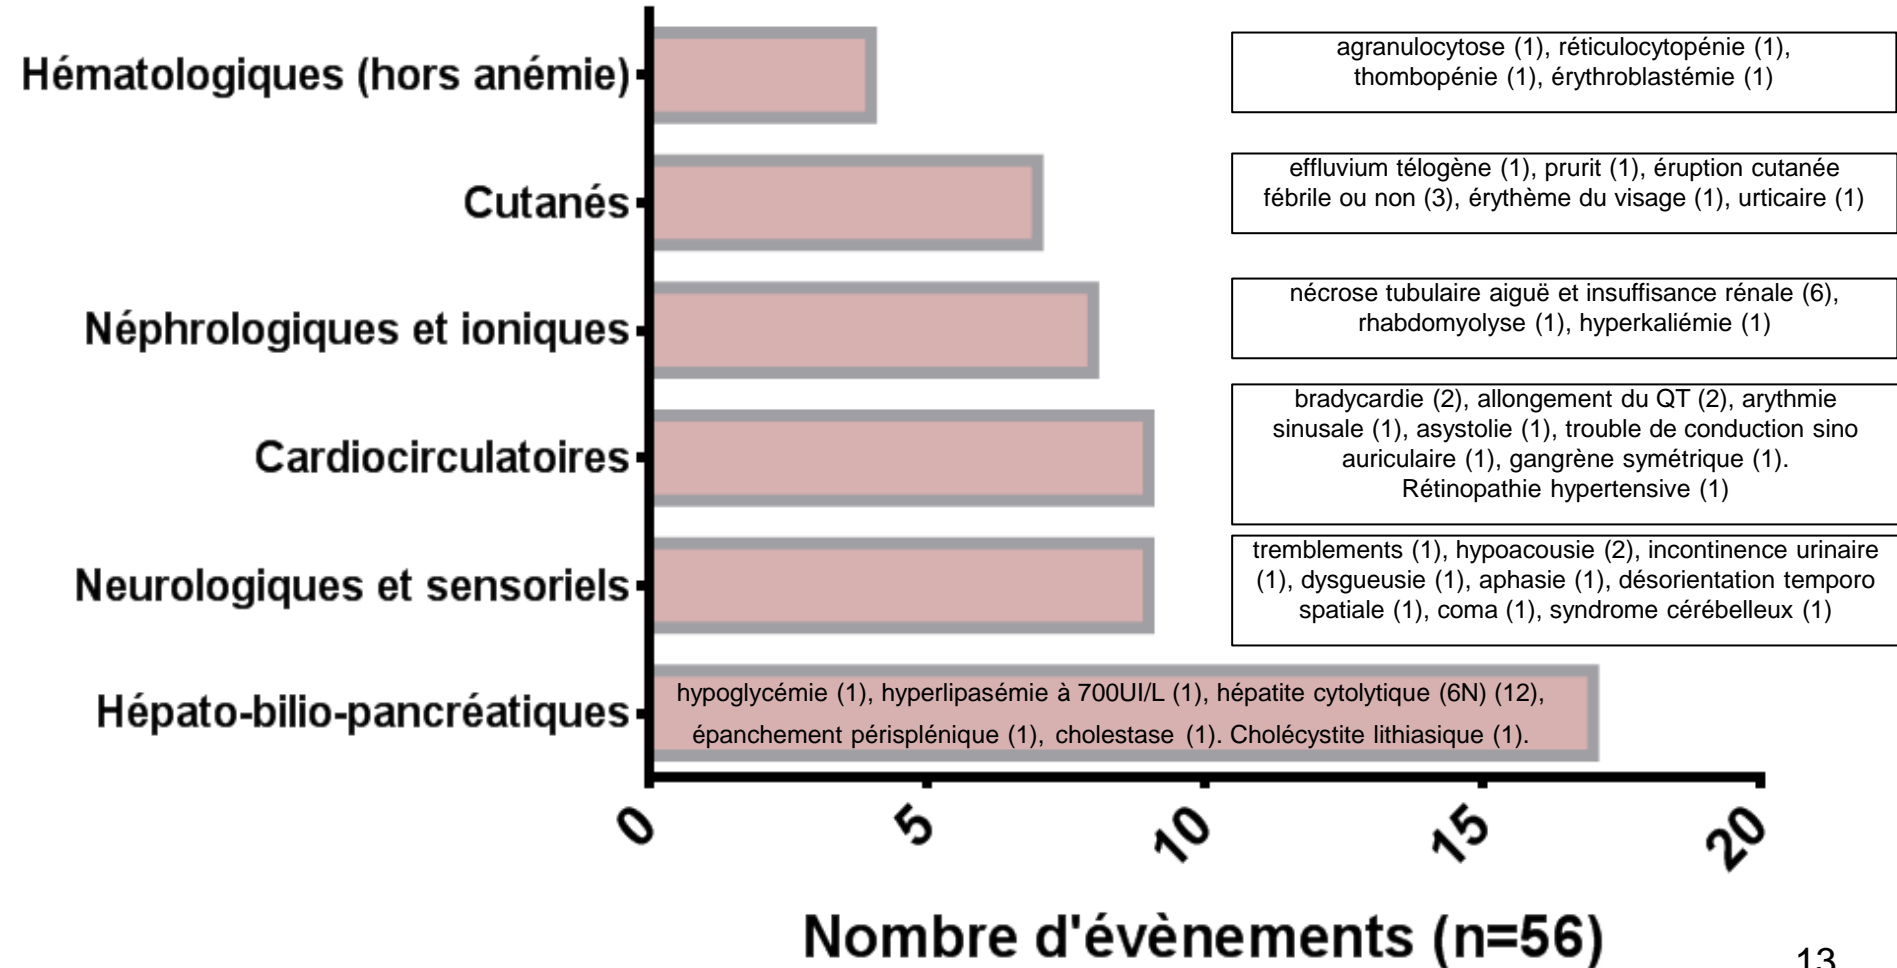 Hématologiques (hors anémie)
agranulocytose (1), réticulocytopénie (1),
thombopénie (1), érythroblastémie (1)
Cutanés
effluvium télogène (1), prurit (1), éruption cutanée
fébrile ou non (3), érythème du visage (1), urticaire (1)
Néphrologiques et ioniques
nécrose tubulaire aiguë et insuffisance rénale (6),
rhabdomyolyse (1), hyperkaliémie (1)
Cardiocirculatoires
bradycardie (2), allongement du QT (2), arythmie
sinusale (1), asystolie (1), trouble de conduction sino
auriculaire (1), gangrène symétrique (1).
Rétinopathie hypertensive (1)
Neurologiques et sensoriels
tremblements (1), hypoacousie (2), incontinence urinaire
(1), dysgueusie (1), aphasie (1), désorientation temporo
spatiale (1), coma (1), syndrome cérébelleux (1)
Hépato-bilio-pancréatiques
hypoglycémie (1), hyperlipasémie à 700UI/L (1), hépatite cytolytique (6N) (12),
épanchement périsplénique (1), cholestase (1). Cholécystite lithiasique (1).
0 5 10 15 20
Nombre d'évènements (n=56)
13